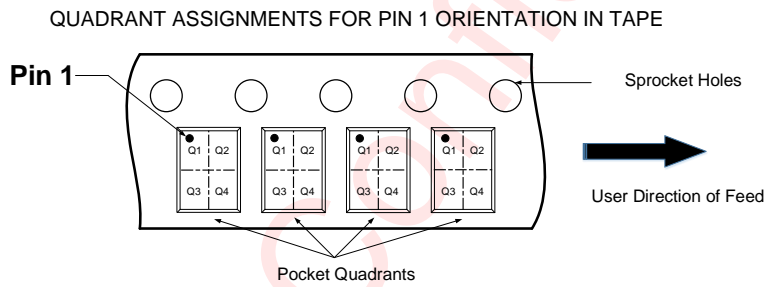 QUADRANT ASSIGNMENTS FOR PIN 1 ORIENTATION IN TAPE
Pin 1
Sprocket Holes
Q1 Q2 Q1 Q2 Q1 Q2 Q1 Q2
Q3 Q4 Q3 Q4 Q3 Q4 Q3 Q4
User Direction of Feed
Pocket Quadrants